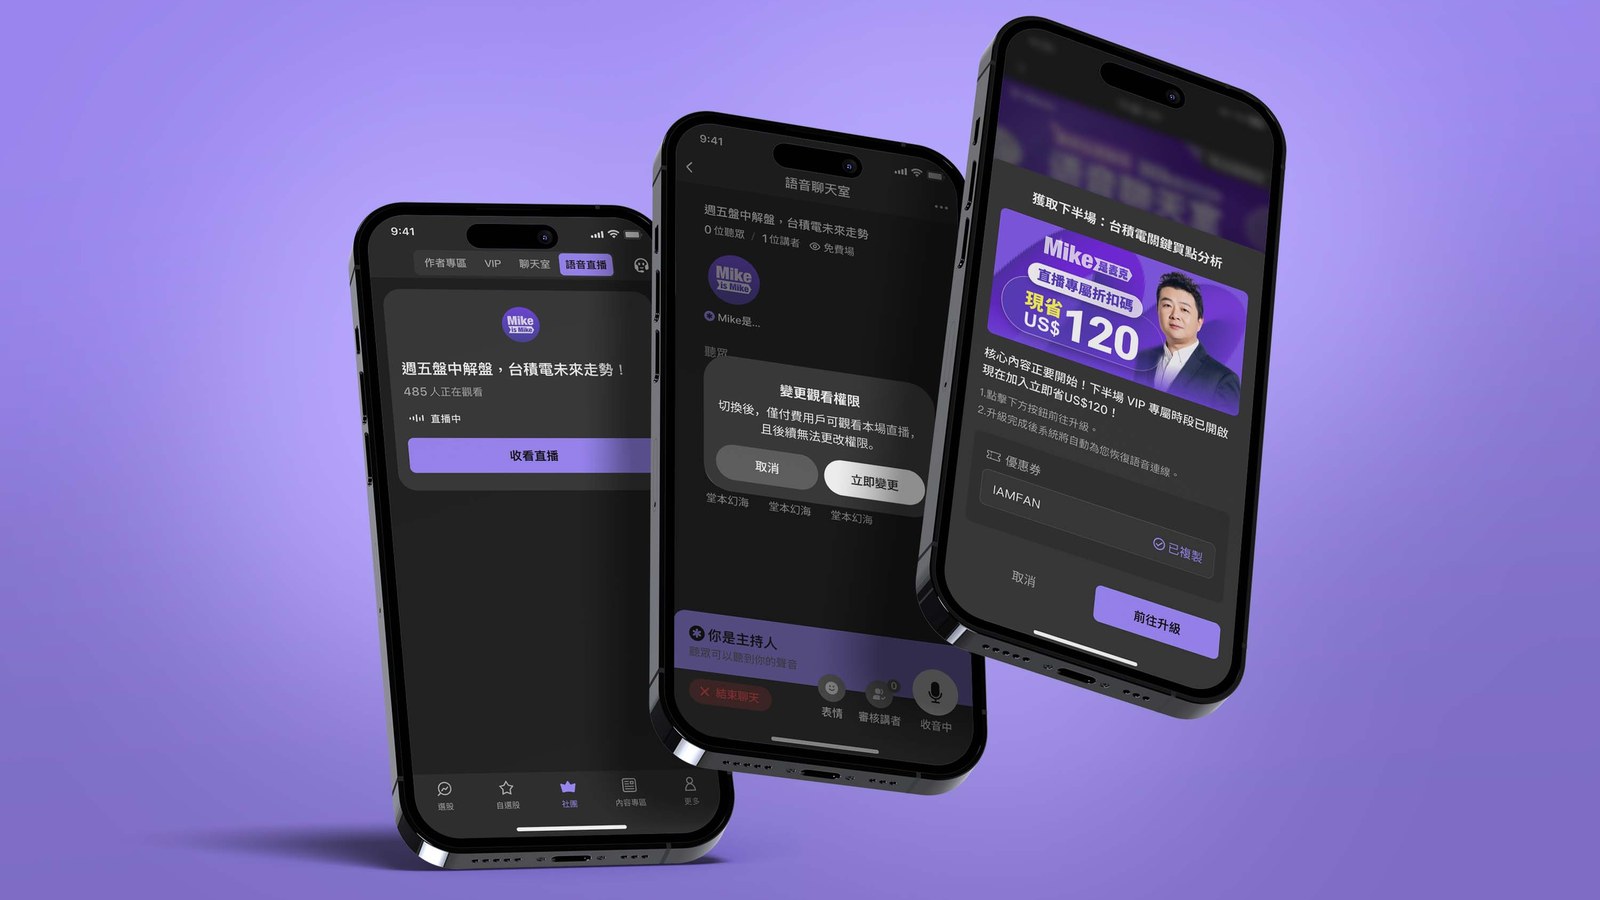 9:41
作者專區
VIP
聊天室
語音直播
Mike
is Mike
週五盤中解盤，台積電未來走勢！
485 人正在觀看
直播中
收看直播
選股
自選股
社團
內容專區
更多
9:41
語音聊天室
週五盤中解盤，台積電未來走勢
0 位聽眾 / 1 位講者 免費場
Mike
is Mike
Mike是...
聽眾
變更觀看權限
切換後，僅付費用戶可觀看本場直播，
且後續無法更改權限。
取消
立即變更
堂本幻海
堂本幻海
堂本幻海
你是主持人
聽眾可以聽到你的聲音
結束聊天
表情
0
審核講者
收音中
語音聊天室
獲取下半場：台積電關鍵買點分析
Mike是麥克
直播專屬折扣碼
現省
US$120
核心內容正要開始！下半場 VIP 專屬時段已開啟
現在加入立即省US$120！
1.點擊下方按鈕前往升級。
2.升級完成後系統將自動為您恢復語音連線。
優惠券
IAMFAN
已複製
取消
前往升級